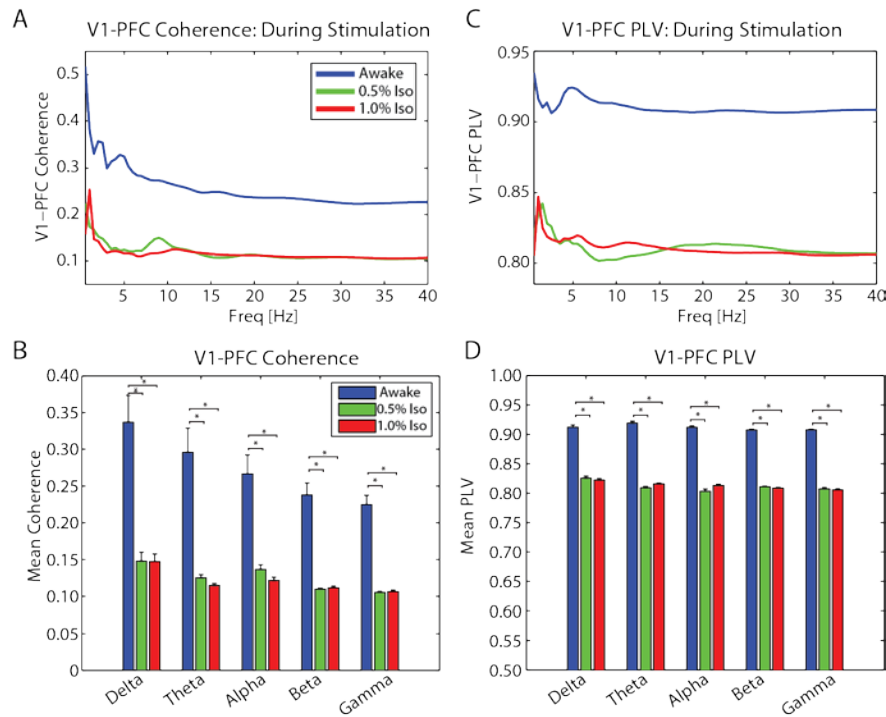 A
V1-PFC Coherence: During Stimulation
Awake
0.5% Iso
1.0% Iso
V1-PFC Coherence
0.5
0.4
0.3
0.2
0.1
5 10 15 20 25 30 35 40
Freq [Hz]
C
V1-PFC PLV: During Stimulation
V1-PFC PLV
0.95
0.90
0.85
0.80
5 10 15 20 25 30 35 40
Freq [Hz]
B
V1-PFC Coherence
Awake
0.5% Iso
1.0% Iso
Mean Coherence
0.40
0.35
0.30
0.25
0.20
0.15
0.10
0.05
0
* * * * * * * * * *
Delta Theta Alpha Beta Gamma
D
V1-PFC PLV
Mean PLV
1.00
0.95
0.90
0.85
0.80
0.75
0.70
0.65
0.60
0.55
0.50
* * * * * * * * * *
Delta Theta Alpha Beta Gamma